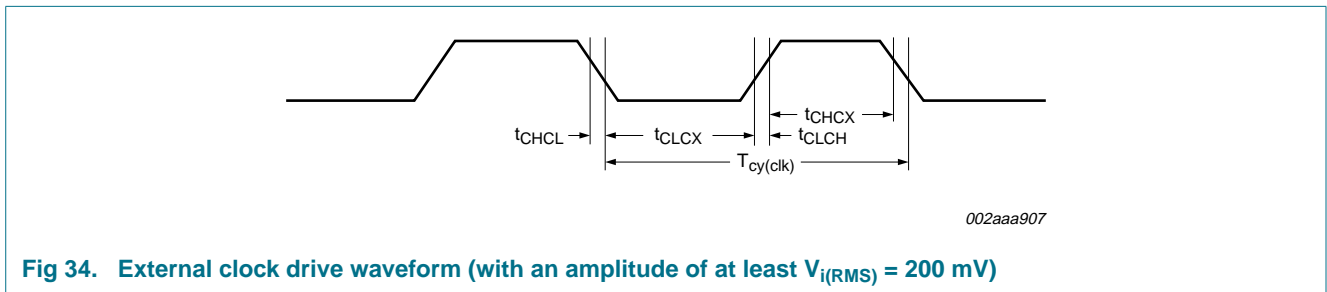 tCHCX
tCHCL
tCLCX
tCLCH
Tcy(clk)
002aaa907
Fig 34. External clock drive waveform (with an amplitude of at least Vi(RMS) = 200 mV)